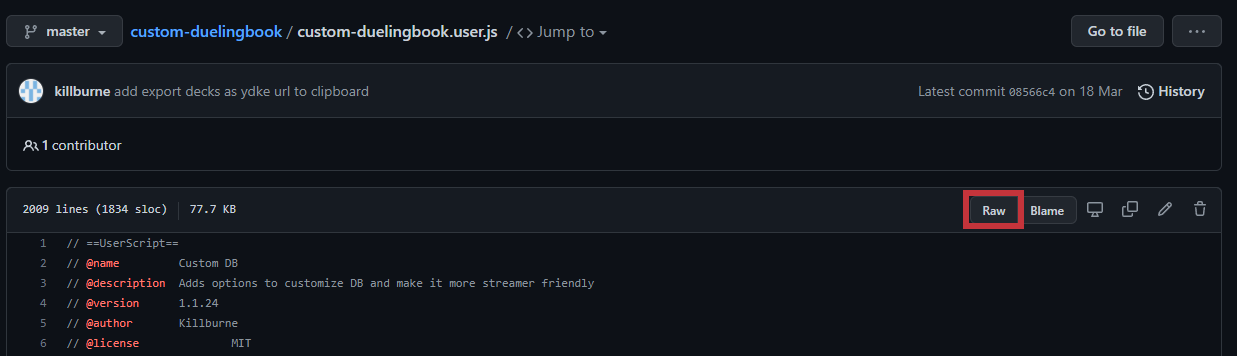 master custom-duelingbook / custom-duelingbook.user.js / <> Jump to Go to file ...
killburne add export decks as ydke url to clipboard Latest commit 08566c4 on 18 Mar History
1 contributor
2009 lines (1834 sloc) 77.7 KB Raw Blame
1 // ==UserScript==
2 // @name Custom DB
3 // @description Adds options to customize DB and make it more streamer friendly
4 // @version 1.1.24
5 // @author Killburne
6 // @license MIT